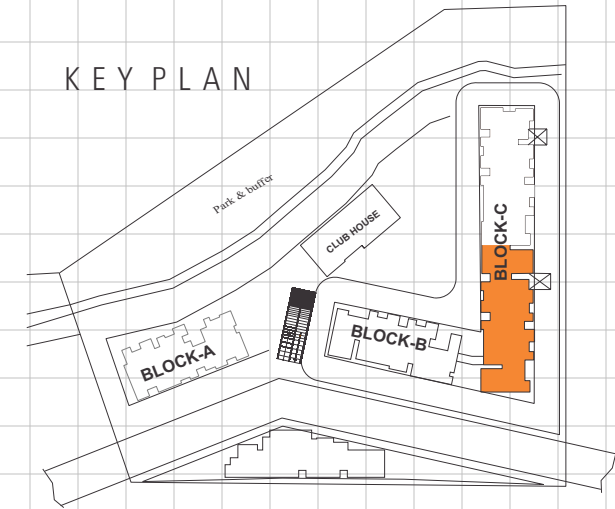 KEY PLAN
Park & buffer
CLUB HOUSE
BLOCK-C
BLOCK-B
BLOCK-A